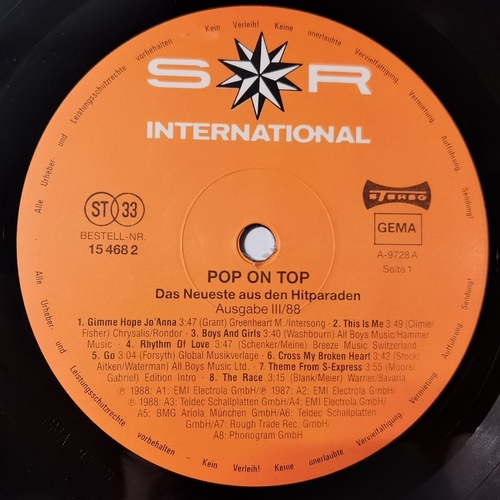 Alle Urheber- und Leistungsschutzrechte vorbehalten Kein Verleih! Keine unerlaubte Vervielfältigung, Vermietung, Aufführung, Sendung!
Alle Urheber- und Leistungsschutzrechte vorbehalten Kein Verleih! Keine unerlaubte Vervielfältigung, Vermietung, Aufführung, Sendung!
S R
INTERNATIONAL
ST 33
BESTELL-NR.
15 468 2
STEREO
GEMA
A-9728 A
Seite 1
POP ON TOP
Das Neueste aus den Hitparaden
Ausgabe III/88
1. Gimme Hope Jo'Anna 3:47 (Grant) Grvenheert M./Intersong · 2. This Is Me 3:49 (Climie/
Fisher) Chrysalis/Rondor · 3. Boys And Girls 3:40 (Washbourn) All Boys Music/Hammer
Music · 4. Rhythm Of Love 3:47 (Schenker/Meine) Breeze Music Switzerland ·
5. Go 3:04 (Forsyth) Global Musikverlage · 6. Cross My Broken Heart 3:42 (Stock/
Aitken/Waterman) All Boys Music Ltd. · 7. Theme From S-Express 3:55 (Moore/
Gabriel) Edition Intro · 8. The Race 3:15 (Blank/Meier) Warner/Bavaria
℗ 1988: A1: EMI Electrola GmbH/℗ 1987: A2: EMI Electrola GmbH/
℗ 1988/A3: Teldec Schallplatten GmbH/A4: EMI Electrola GmbH/
A5: BMG Ariola München GmbH/A6: Teldec Schallplatten
GmbH/A7: Rough Trade Rec. GmbH/
A8: Phonogram GmbH